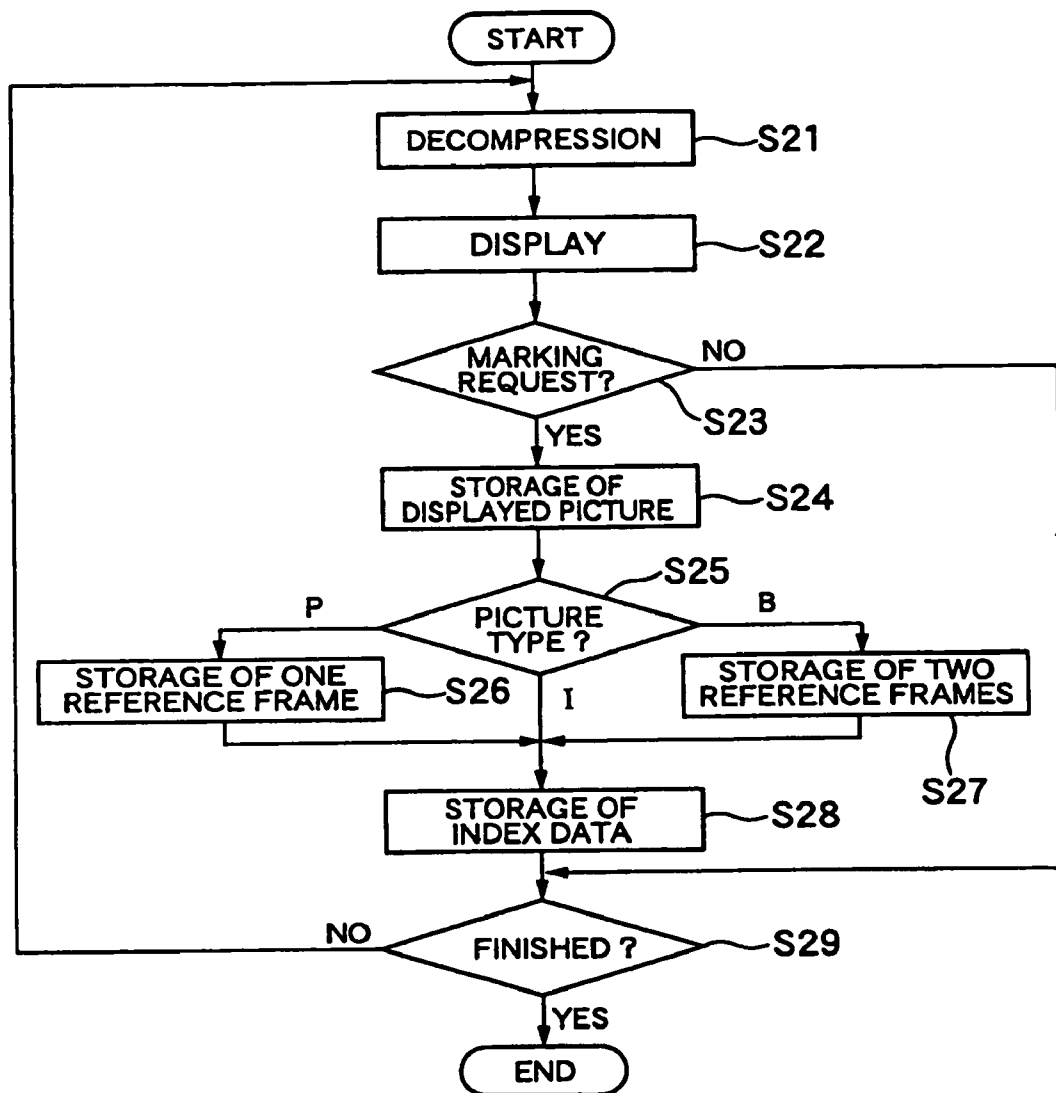 START
DECOMPRESSION
S21
DISPLAY
S22
MARKING
REQUEST?
NO
S23
YES
STORAGE OF
DISPLAYED PICTURE
S24
S25
P
PICTURE
TYPE ?
B
STORAGE OF ONE
REFERENCE FRAME
S26
I
STORAGE OF TWO
REFERENCE FRAMES
S27
STORAGE OF
INDEX DATA
S28
NO
FINISHED ?
S29
YES
END